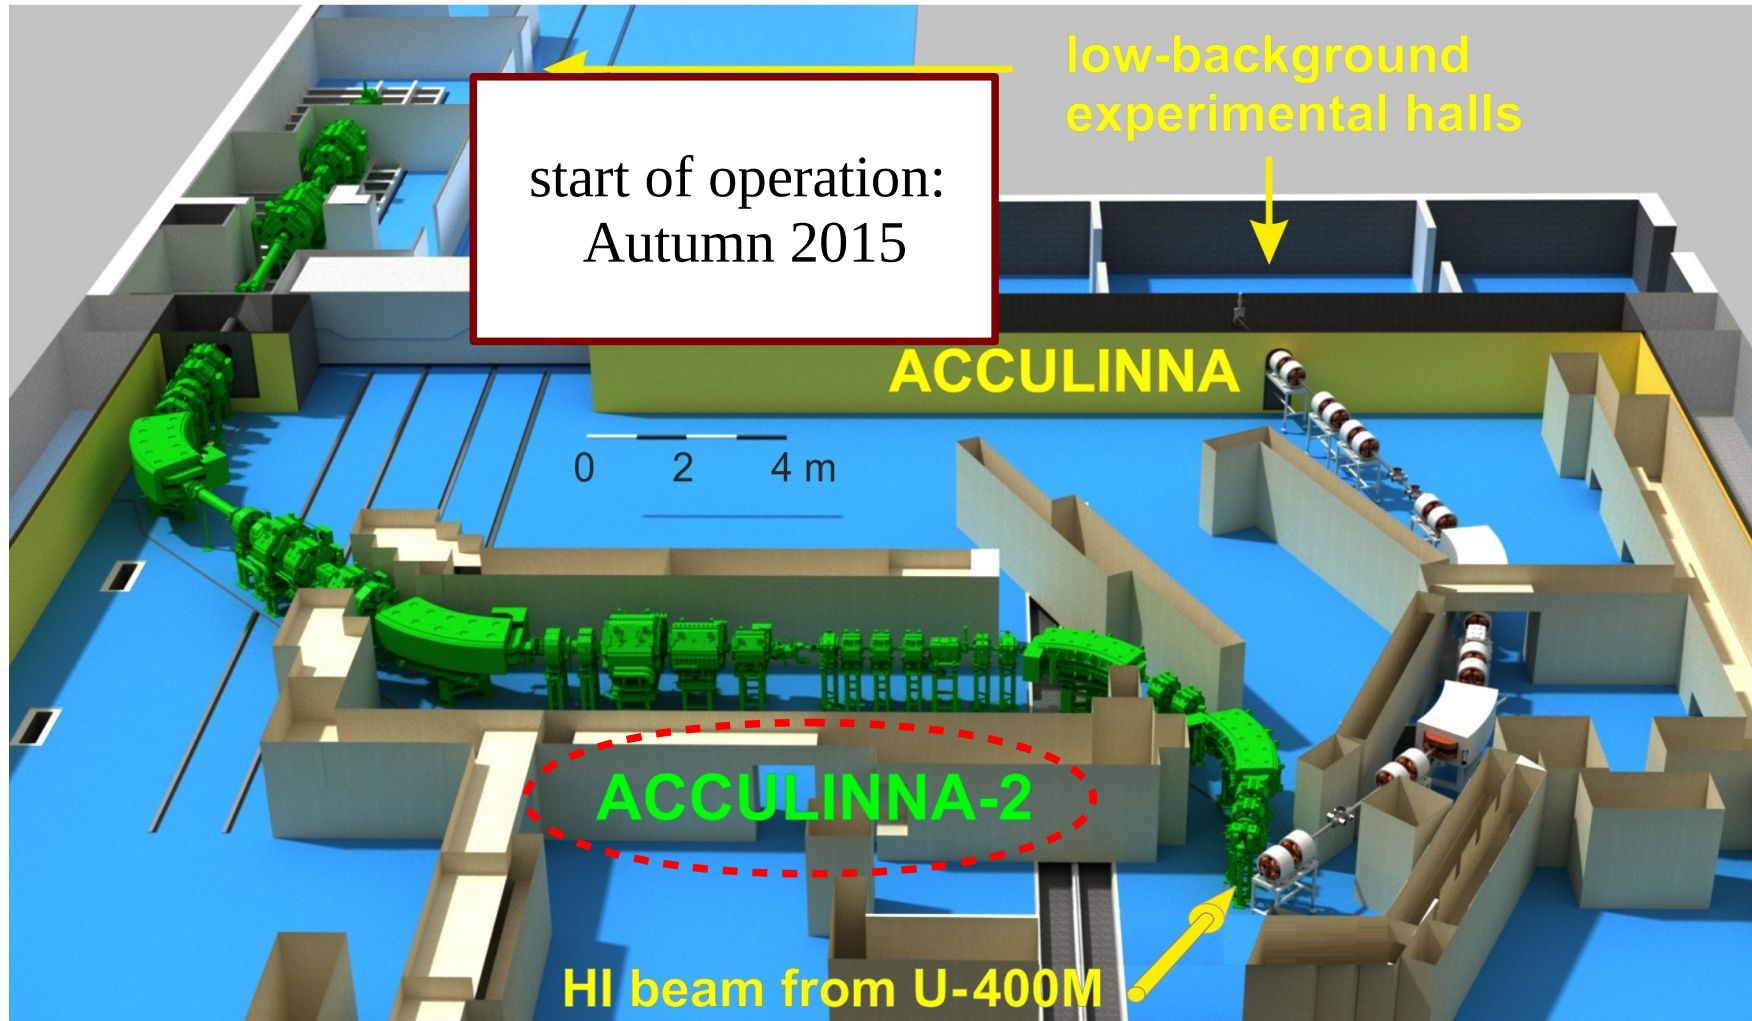 low-background
experimental halls
start of operation:
Autumn 2015
ACCULINNA
0 2 4 m
ACCULINNA-2
HI beam from U-400M